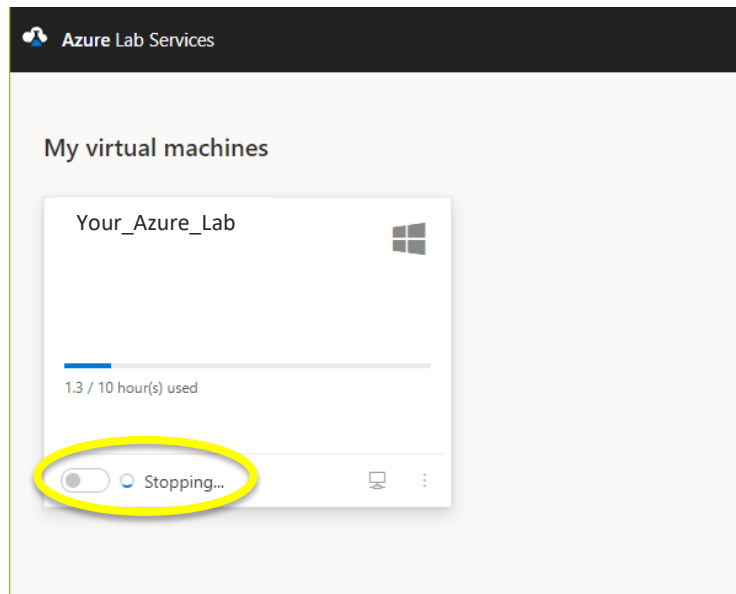 Azure Lab Services
My virtual machines
Your_Azure_Lab
1.3 / 10 hour(s) used
Stopping...